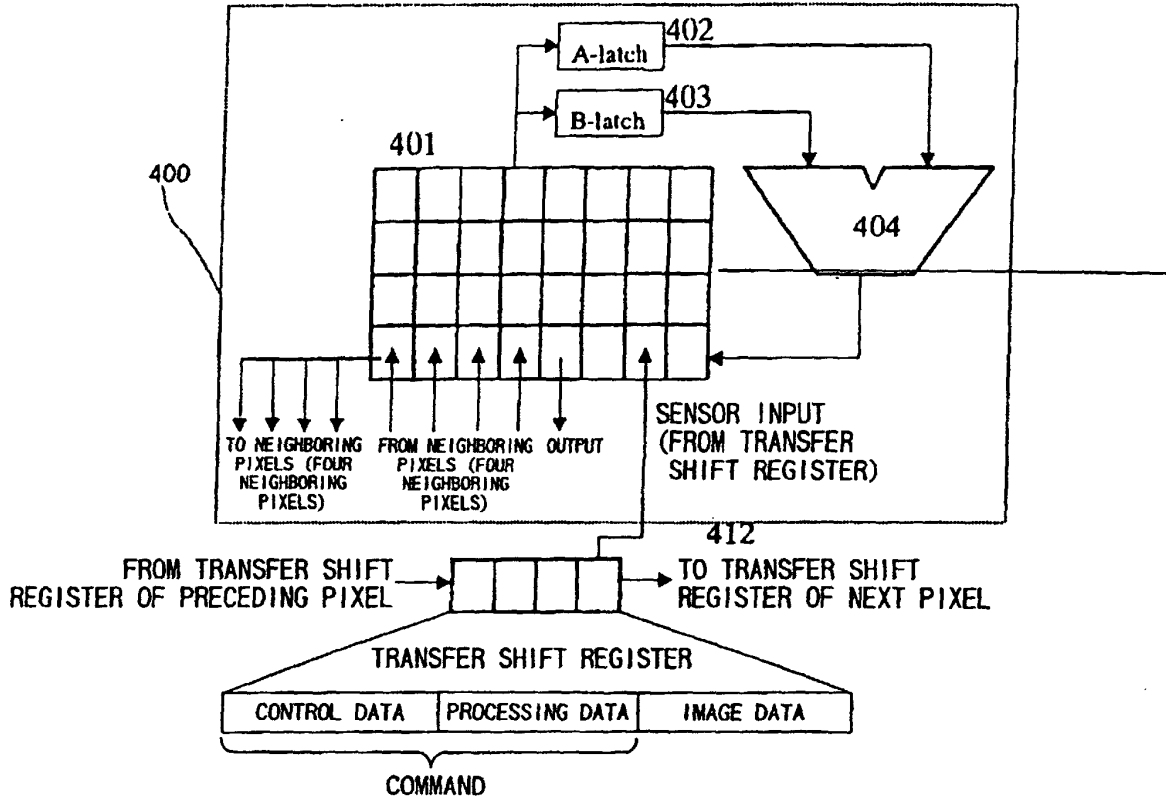 402
A-latch
403
B-latch
401
400
404
SENSOR INPUT
(FROM TRANSFER
SHIFT REGISTER)
TO NEIGHBORING
PIXELS (FOUR
NEIGHBORING
PIXELS)
FROM NEIGHBORING
PIXELS (FOUR
NEIGHBORING
PIXELS)
OUTPUT
412
FROM TRANSFER SHIFT
REGISTER OF PRECEDING PIXEL
TO TRANSFER SHIFT
REGISTER OF NEXT PIXEL
TRANSFER SHIFT REGISTER
CONTROL DATA
PROCESSING DATA
IMAGE DATA
COMMAND